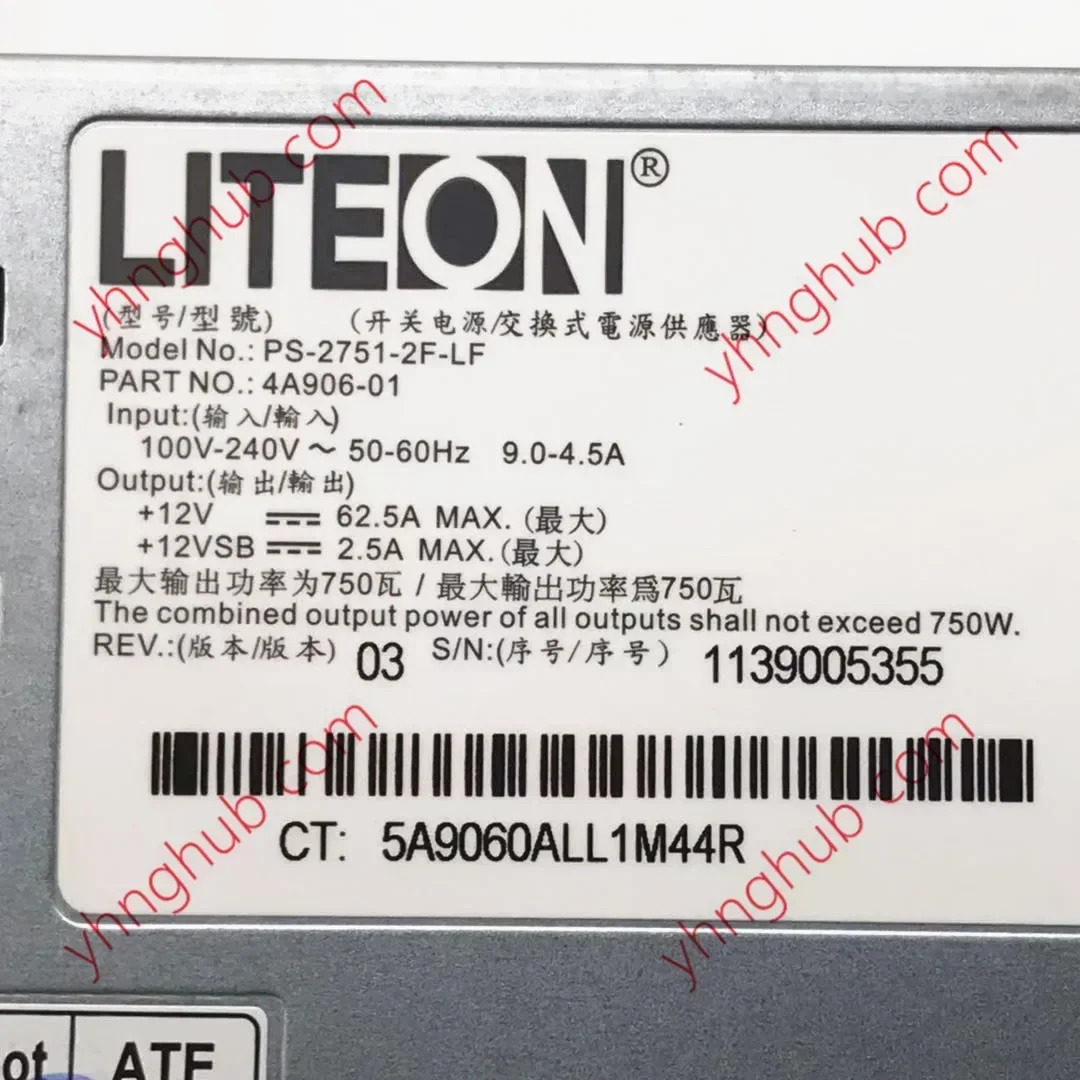 LITEON®
(型号/型號) (开关电源/交換式電源供應器)
Model No.: PS-2751-2F-LF
PART NO.: 4A906-01
Input:(输入/輸入)
100V-240V ~ 50-60Hz 9.0-4.5A
Output:(输出/輸出)
+12V ⎓ 62.5A MAX. (最大)
+12VSB ⎓ 2.5A MAX.(最大)
最大输出功率为750瓦 / 最大輸出功率爲750瓦
The combined output power of all outputs shall not exceed 750W.
REV.:(版本/版本) 03 S/N:(序号/序號) 1139005355
CT: 5A9060ALL1M44R
ot ATE
yhnghub com
yhnghub com
yhnghub com
yhnghub com